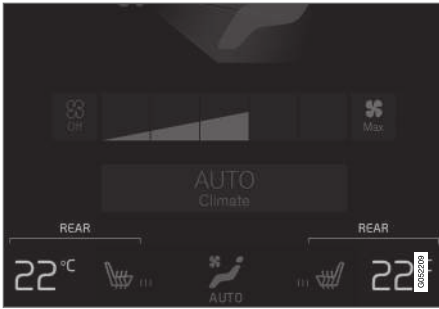 Off
Max
AUTO
Climate
REAR REAR
22°C 22°
AUTO
G052209